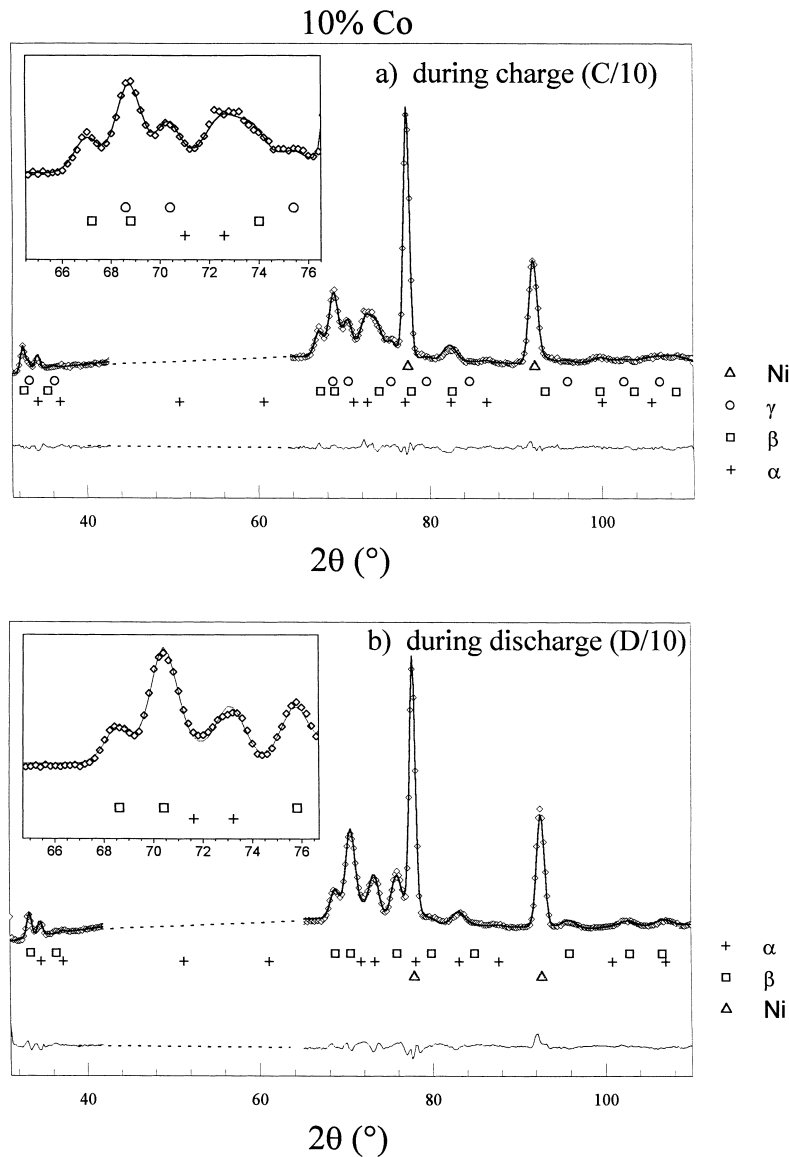 10% Co
a) during charge (C/10)
66 68 70 72 74 76
Ni
γ
β
α
40 60 80 100
2θ (°)
b) during discharge (D/10)
66 68 70 72 74 76
α
β
Ni
40 60 80 100
2θ (°)